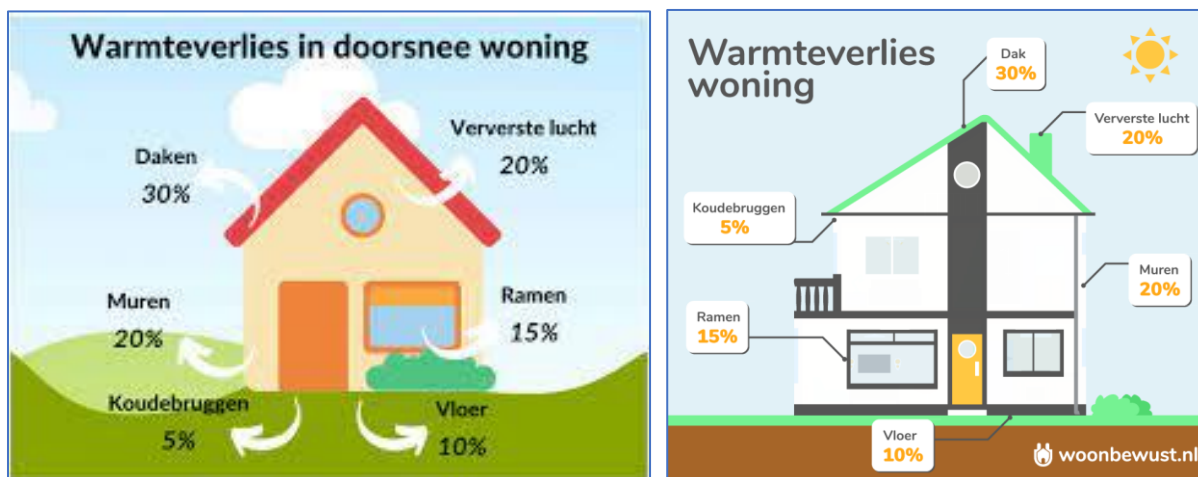 Warmteverlies in doorsnee woning
Ververste lucht
20%
Daken
30%
Muren
20%
Ramen
15%
Koudebruggen
5%
Vloer
10%
Warmteverlies
woning
Dak
30%
Ververste lucht
20%
Koudebruggen
5%
Muren
20%
Ramen
15%
Vloer
10%
woonbewust.nl